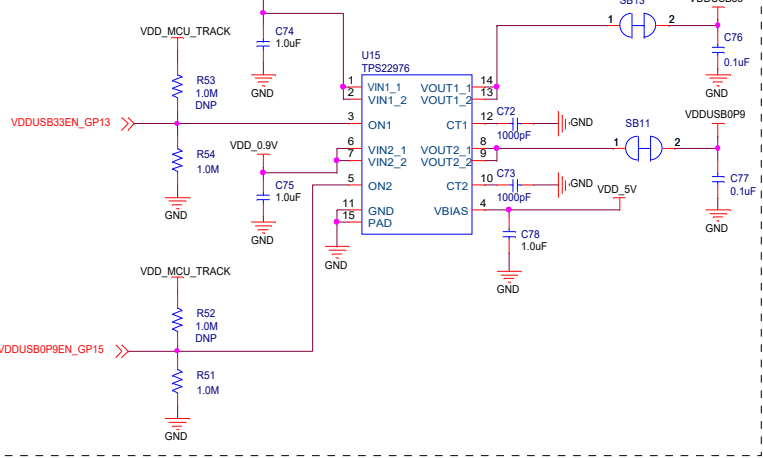 SB13
1
2
VDD_MCU_TRACK
C74
1.0uF
GND
R53
1.0M
DNP
U15
TPS22976
C76
0.1uF
GND
1
2
VIN1_1
VIN1_2
VOUT1_1
VOUT1_2
14
13
VDDUSB33EN_GP13
3
ON1
CT1
12
C72
1000pF
GND
SB11
1
2
VDDUSB0P9
R54
1.0M
GND
VDD_0.9V
6
7
VIN2_1
VIN2_2
VOUT2_1
VOUT2_2
8
9
C75
1.0uF
GND
5
ON2
CT2
10
C73
1000pF
GND
VDD_5V
C77
0.1uF
GND
11
15
GND
PAD
VBIAS
4
C78
1.0uF
GND
GND
VDD_MCU_TRACK
R52
1.0M
DNP
VDDUSB0P9EN_GP15
R51
1.0M
GND